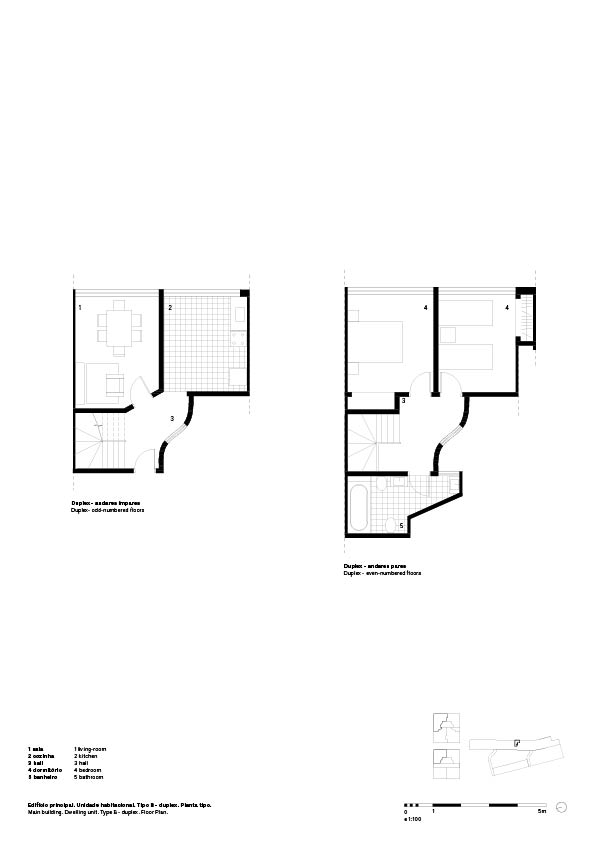 1
2
3
Duplex - andares ímpares
Duplex- odd-numbered floors
4
4
3
5
Duplex - andares pares
Duplex - even-numbered floors
1 sala 1 living-room
2 cozinha 2 kitchen
3 hall 3 hall
4 dormitório 4 bedroom
5 banheiro 5 bathroom
Edifício principal. Unidade habitacional. Tipo B - duplex. Planta tipo.
Main building. Dwelling unit. Type B - duplex. Floor Plan.
0 1 5m
e 1:100